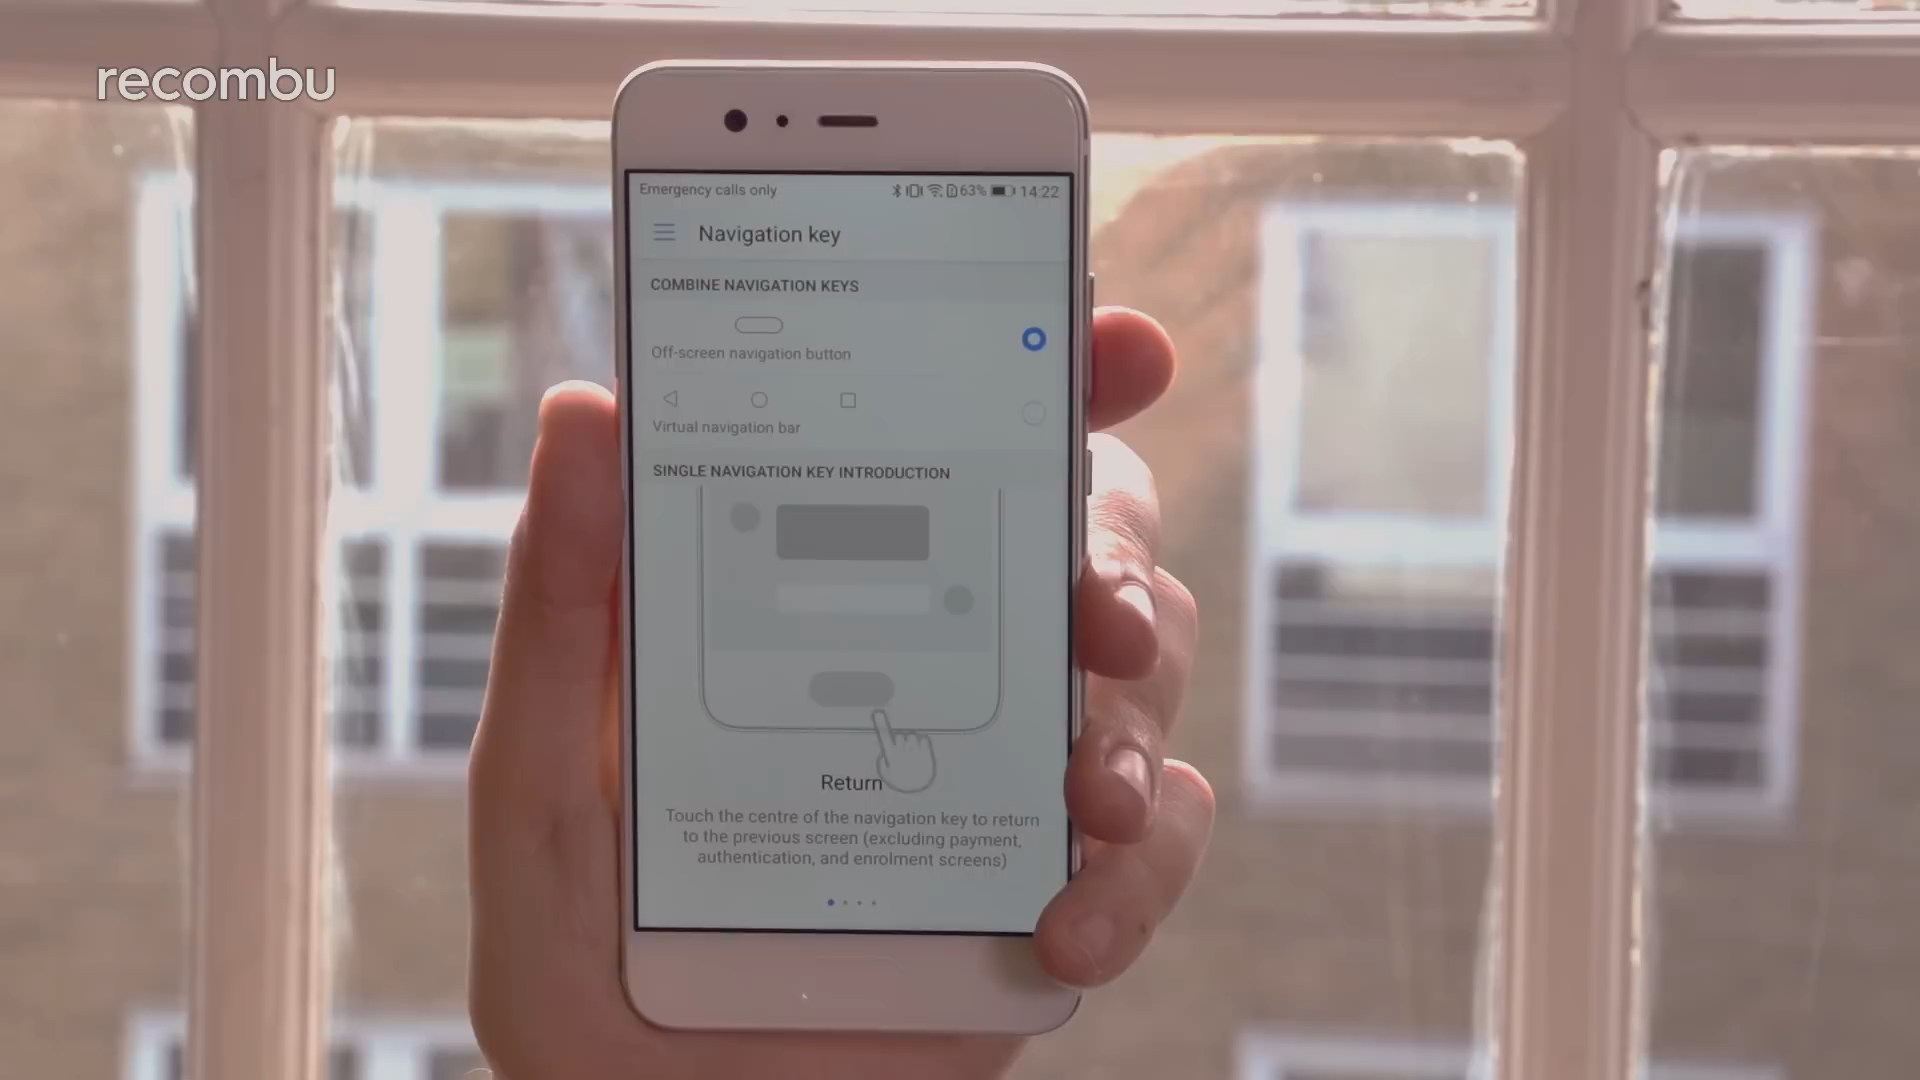 recombu
Emergency calls only 63% 14:22
Navigation key
COMBINE NAVIGATION KEYS
Off-screen navigation button
Virtual navigation bar
SINGLE NAVIGATION KEY INTRODUCTION
Return
Touch the centre of the navigation key to return
to the previous screen (excluding payment,
authentication, and enrolment screens)